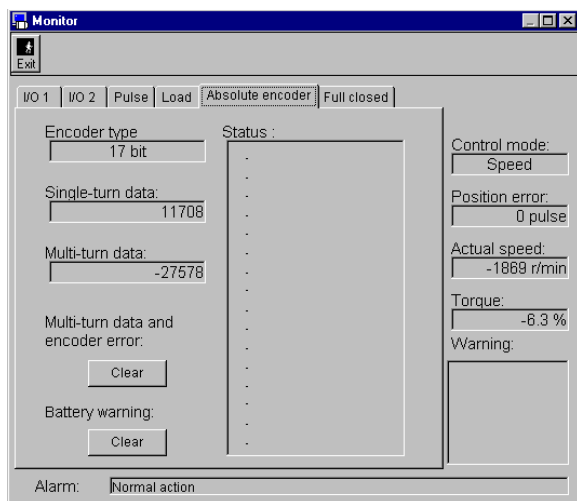 Monitor
Exit
I/O 1 I/O 2 Pulse Load Absolute encoder Full closed
Encoder type
17 bit
Single-turn data:
11708
Multi-turn data:
-27578
Multi-turn data and
encoder error:
Clear
Battery warning:
Clear
Status :
Control mode:
Speed
Position error:
0 pulse
Actual speed:
-1869 r/min
Torque:
-6.3 %
Warning:
Alarm: Normal action